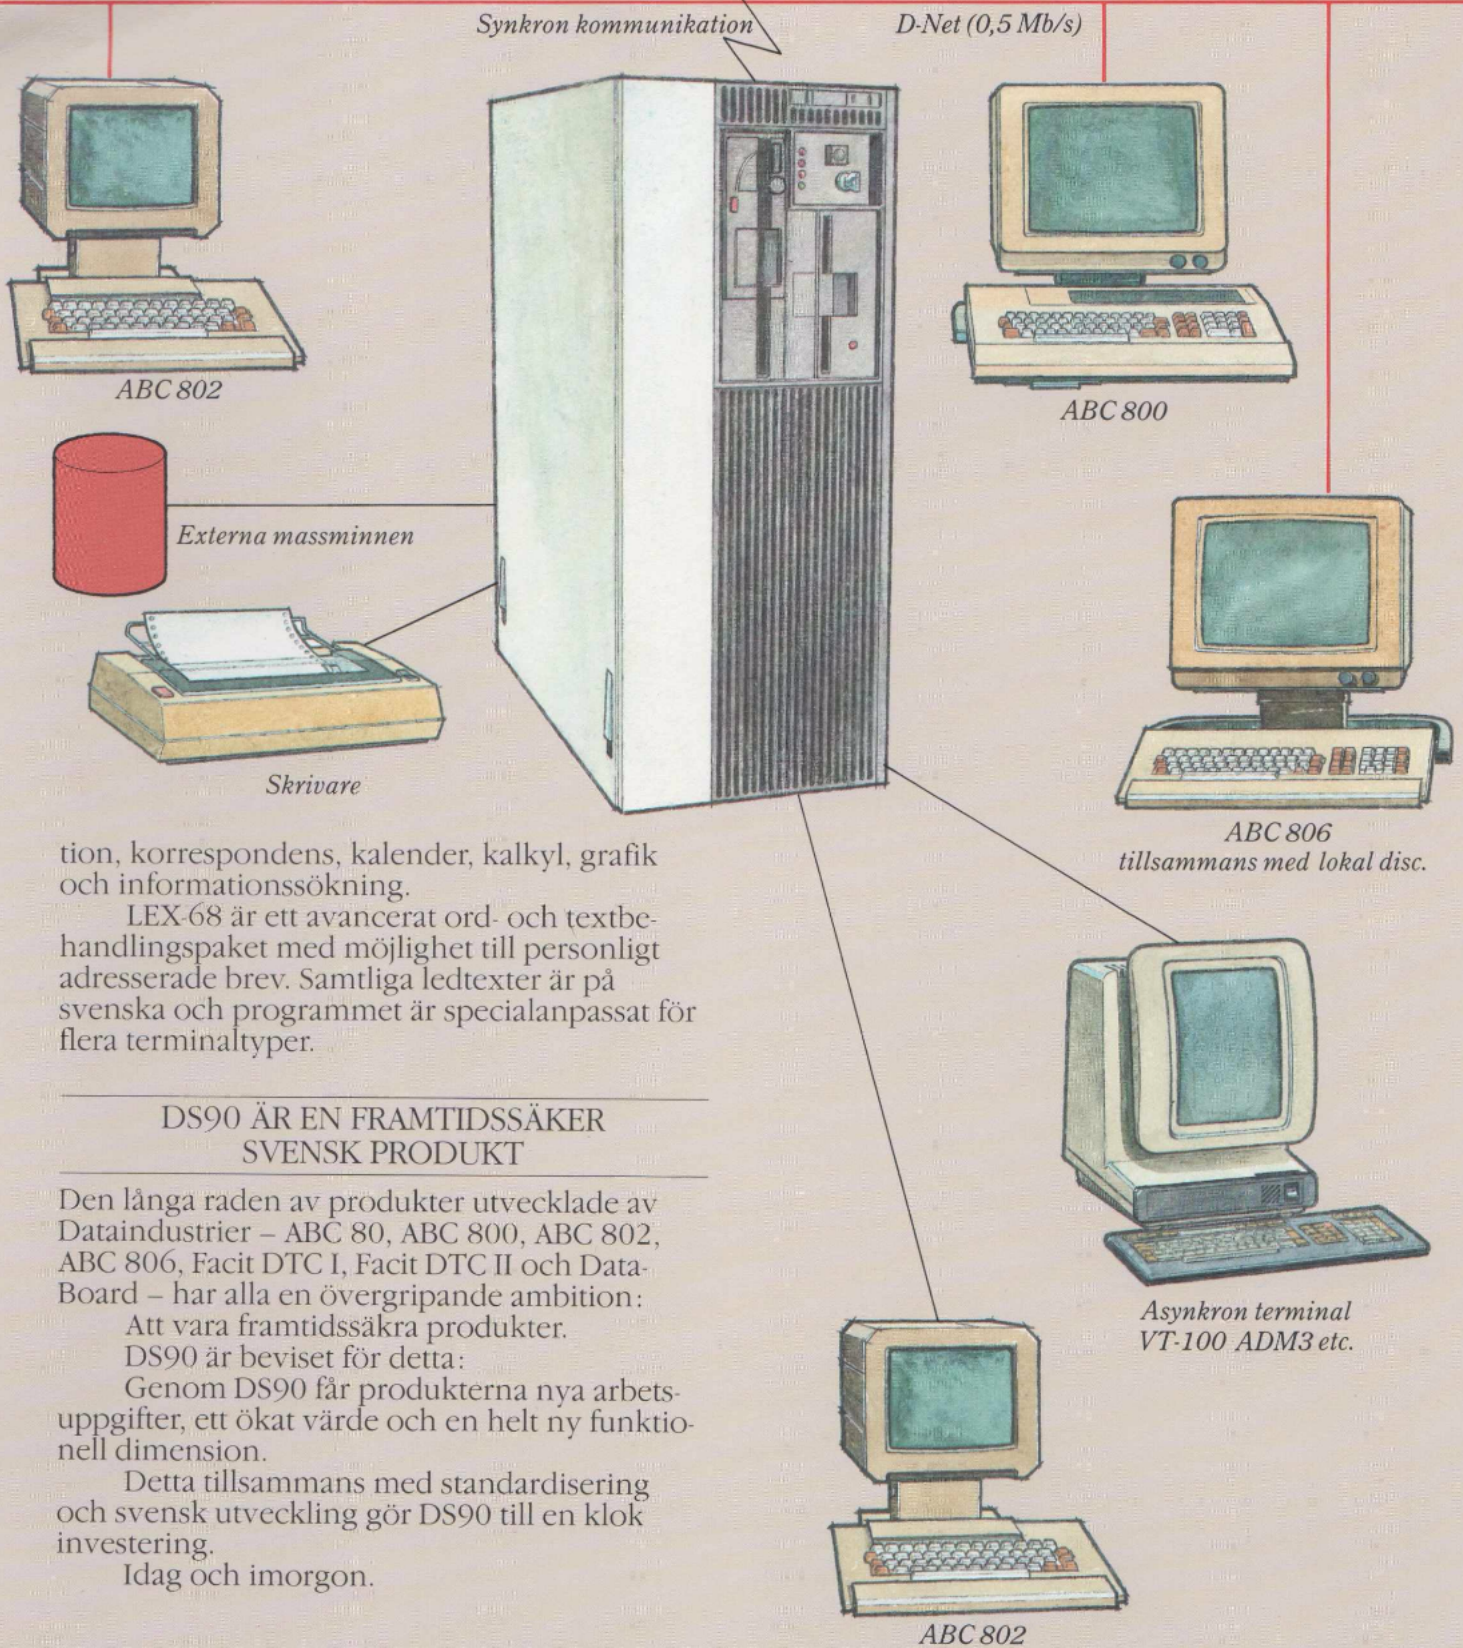 Synkron kommunikation
D-Net (0,5 Mb/s)
ABC 802
ABC 800
Externa massminnen
Skrivare
ABC 806
tillsammans med lokal disc.
tion, korrespondens, kalender, kalkyl, grafik
och informationssökning.
LEX-68 är ett avancerat ord- och textbe-
handlingspaket med möjlighet till personligt
adresserade brev. Samtliga ledtexter är på
svenska och programmet är specialanpassat för
flera terminaltyper.
DS90 ÄR EN FRAMTIDSSÄKER
SVENSK PRODUKT
Den långa raden av produkter utvecklade av
Dataindustrier – ABC 80, ABC 800, ABC 802,
ABC 806, Facit DTC I, Facit DTC II och Data-
Board – har alla en övergripande ambition:
Att vara framtidssäkra produkter.
DS90 är beviset för detta:
Genom DS90 får produkterna nya arbets-
uppgifter, ett ökat värde och en helt ny funktio-
nell dimension.
Detta tillsammans med standardisering
och svensk utveckling gör DS90 till en klok
investering.
Idag och imorgon.
Asynkron terminal
VT-100 ADM3 etc.
ABC 802